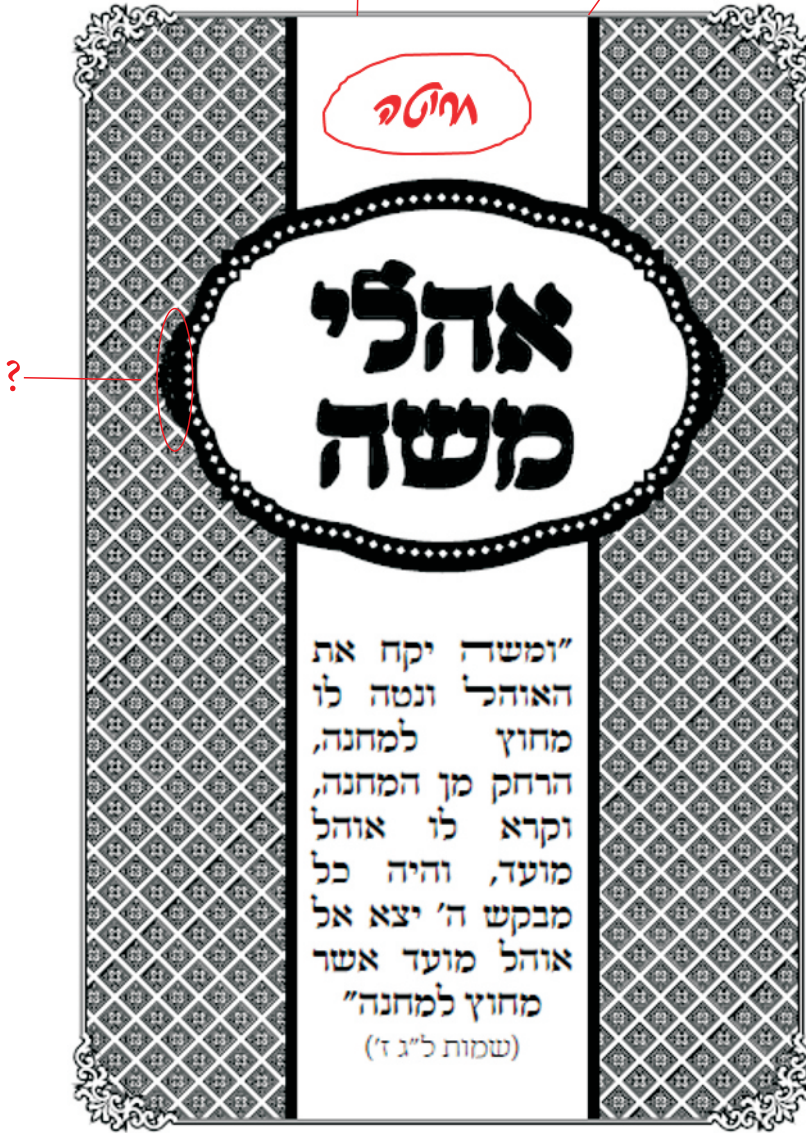 ?
אהלי
משה
"ומשה יקח את
האוהל ונטה לו
מחוץ למחנה,
הרחק מן המחנה,
וקרא לו אוהל
מועד, והיה כל
מבקש ה' יצא אל
אוהל מועד אשר
מחוץ למחנה"
(שמות ל"ג ז')